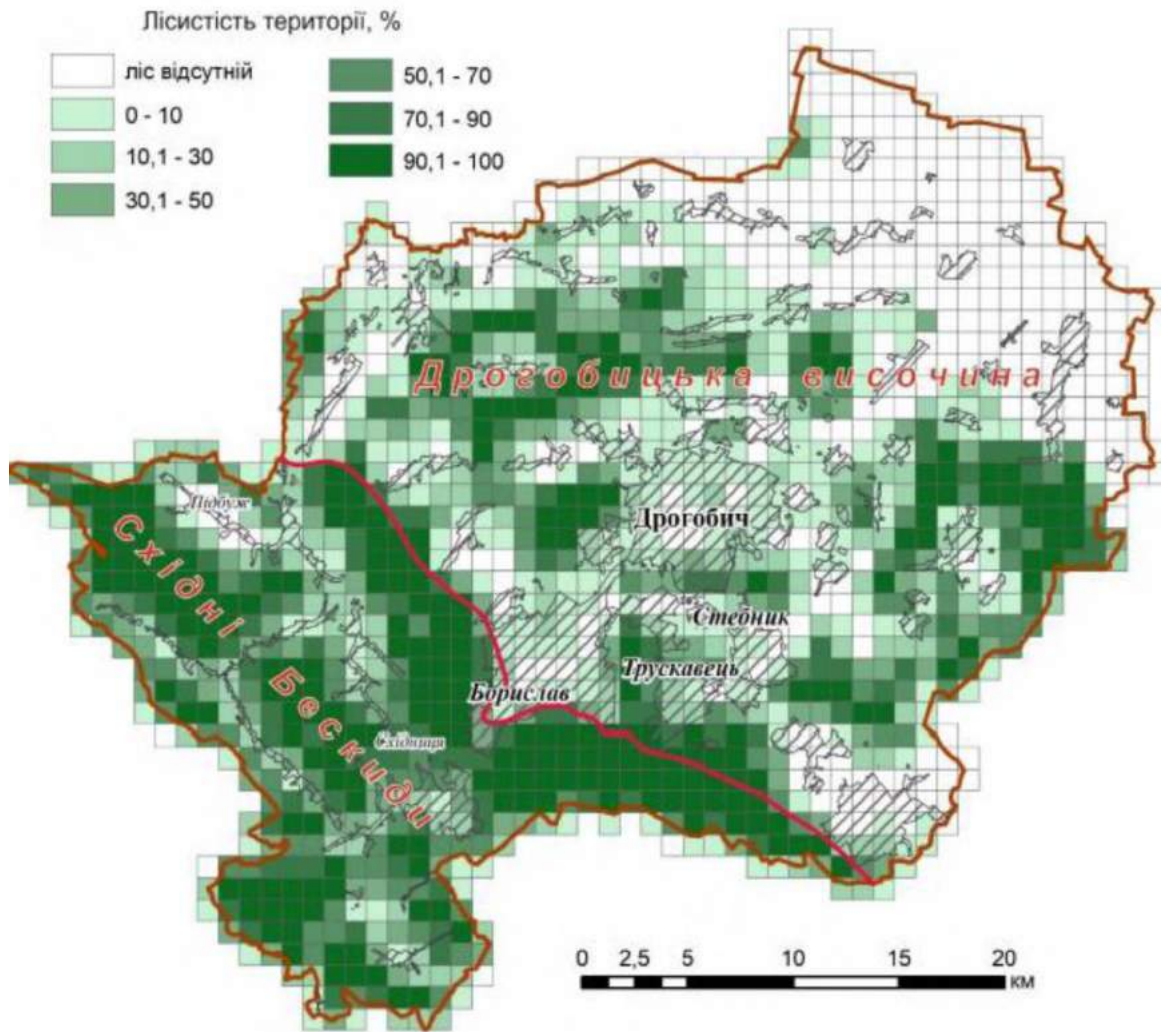 Лісистість території, %
ліс відсутній
0 - 10
10,1 - 30
30,1 - 50
50,1 - 70
70,1 - 90
90,1 - 100
Дрогобицька височина
Підбуж
Східні Бескиди
Дрогобич
Стебник
Трускавець
Борислав
Східниця
0 2,5 5 10 15 20
км